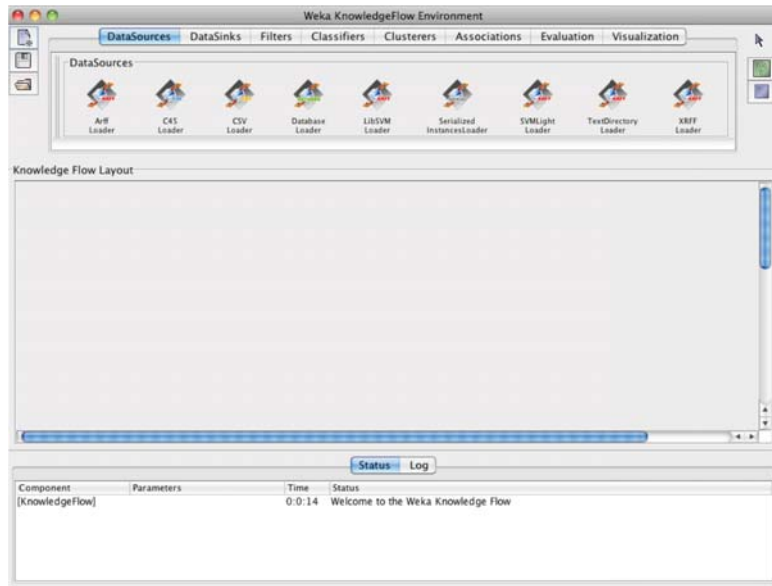 Weka KnowledgeFlow Environment
DataSources DataSinks Filters Classifiers Clusterers Associations Evaluation Visualization
DataSources
Arff Loader
C45 Loader
CSV Loader
Database Loader
LibSVM Loader
Serialized InstancesLoader
SVMLight Loader
TextDirectory Loader
XRFF Loader
Knowledge Flow Layout
Status Log
Component Parameters Time Status
[KnowledgeFlow] 0:0:14 Welcome to the Weka Knowledge Flow